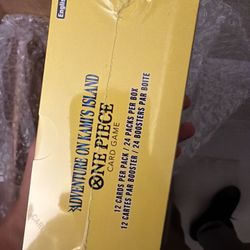 English
ADVENTURE ON KAMI'S ISLAND
ONE PIECE
CARD GAME
12 CARDS PER PACK / 24 PACKS PER BOX
12 CARTES PAR BOOSTER / 24 BOOSTERS PAR BOITE